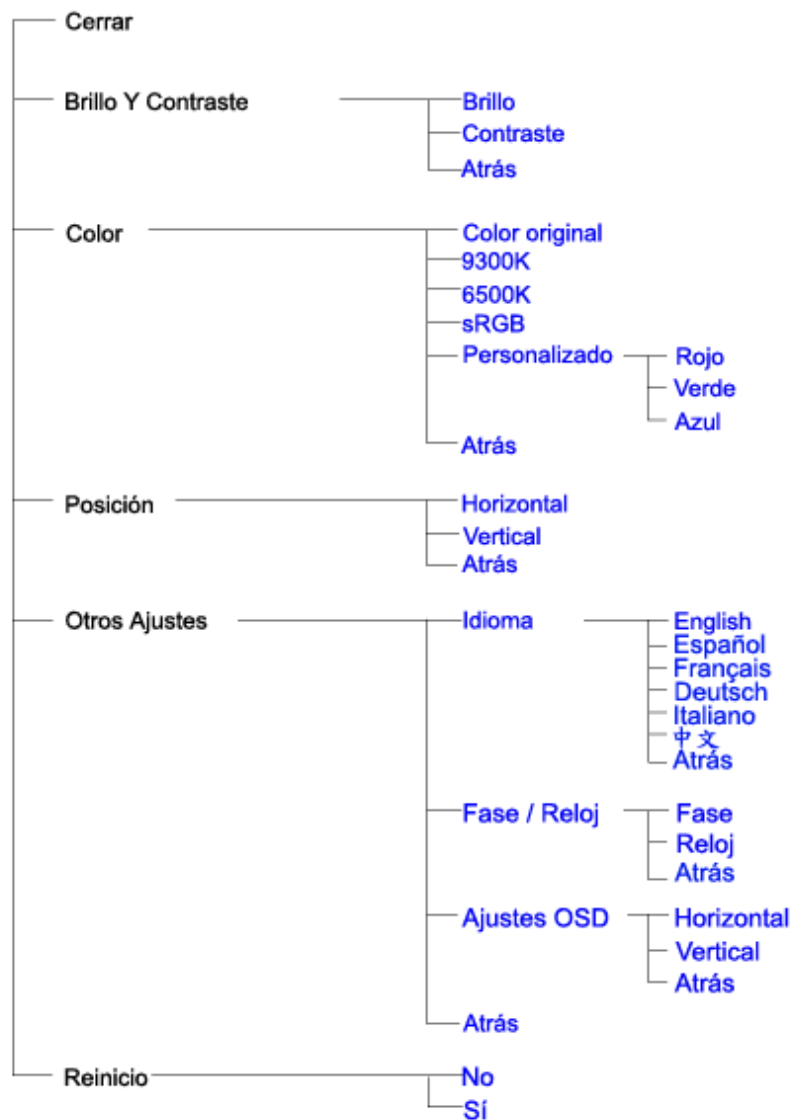 Cerrar
Brillo Y Contraste
Brillo
Contraste
Atrás
Color
Color original
9300K
6500K
sRGB
Personalizado
Rojo
Verde
Azul
Atrás
Posición
Horizontal
Vertical
Atrás
Otros Ajustes
Idioma
English
Español
Français
Deutsch
Italiano
中文
Atrás
Fase / Reloj
Fase
Reloj
Atrás
Ajustes OSD
Horizontal
Vertical
Atrás
Atrás
Reinicio
No
Sí